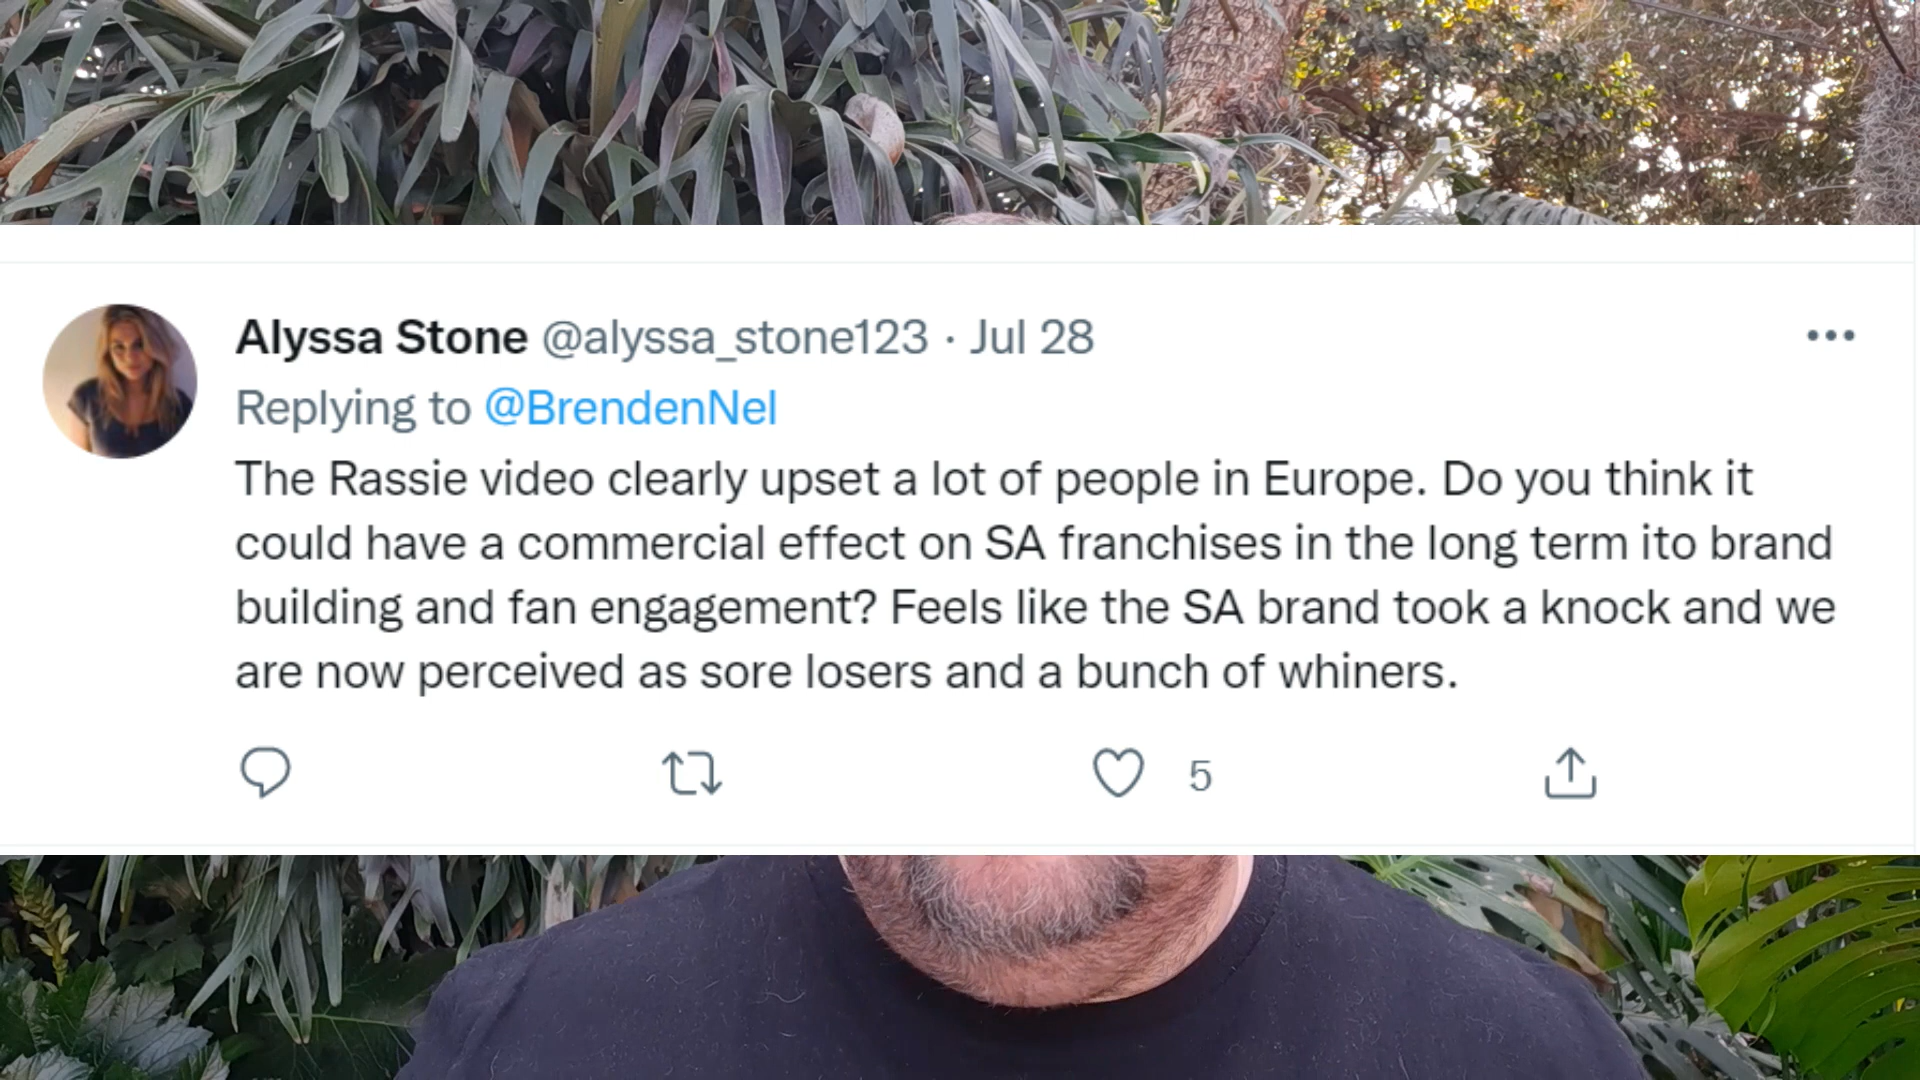 Alyssa Stone @alyssa_stone123 · Jul 28
Replying to @BrendenNel
The Rassie video clearly upset a lot of people in Europe. Do you think it
could have a commercial effect on SA franchises in the long term ito brand
building and fan engagement? Feels like the SA brand took a knock and we
are now perceived as sore losers and a bunch of whiners.
5